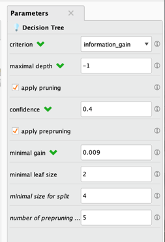 Parameters
Decision Tree
criterion information_gain
maximal depth -1
apply pruning
confidence 0.4
apply prepruning
minimal gain 0.009
minimal leaf size 2
minimal size for split 4
number of prepruning ... 5